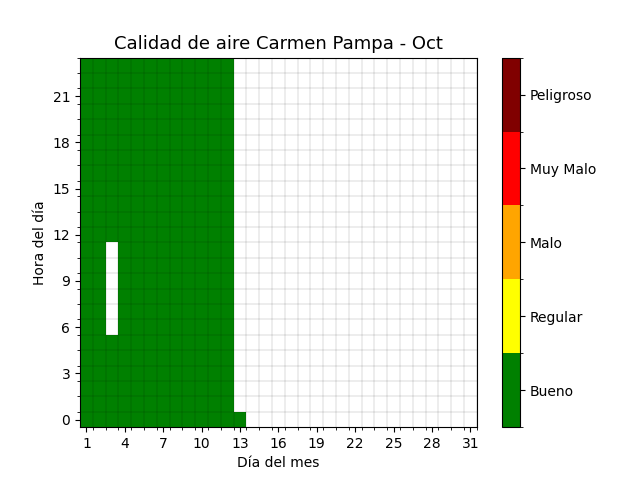 Calidad de aire Carmen Pampa - Oct
Hora del día
21
18
15
12
9
6
3
0
1 4 7 10 13 16 19 22 25 28 31
Día del mes
Peligroso
Muy Malo
Malo
Regular
Bueno